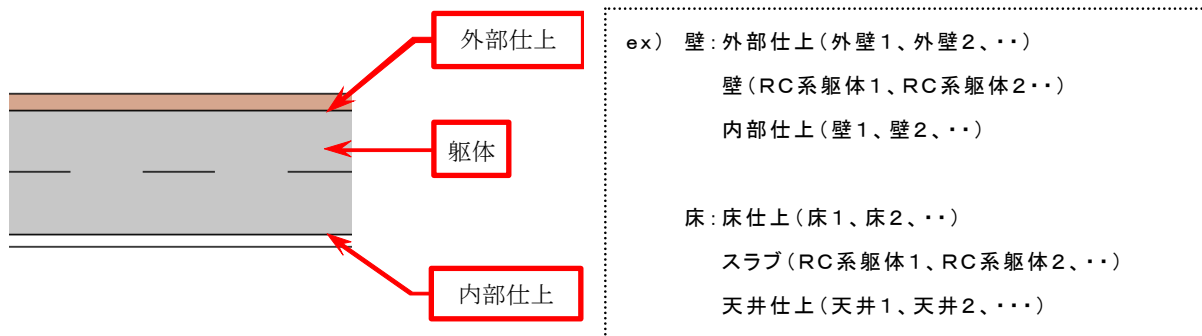 外部仕上
躯体
内部仕上
ex) 壁:外部仕上(外壁1、外壁2、・・)
壁(RC系躯体1、RC系躯体2・・)
内部仕上(壁1、壁2、・・)
床:床仕上(床1、床2、・・)
スラブ(RC系躯体1、RC系躯体2、・・)
天井仕上(天井1、天井2、・・・)